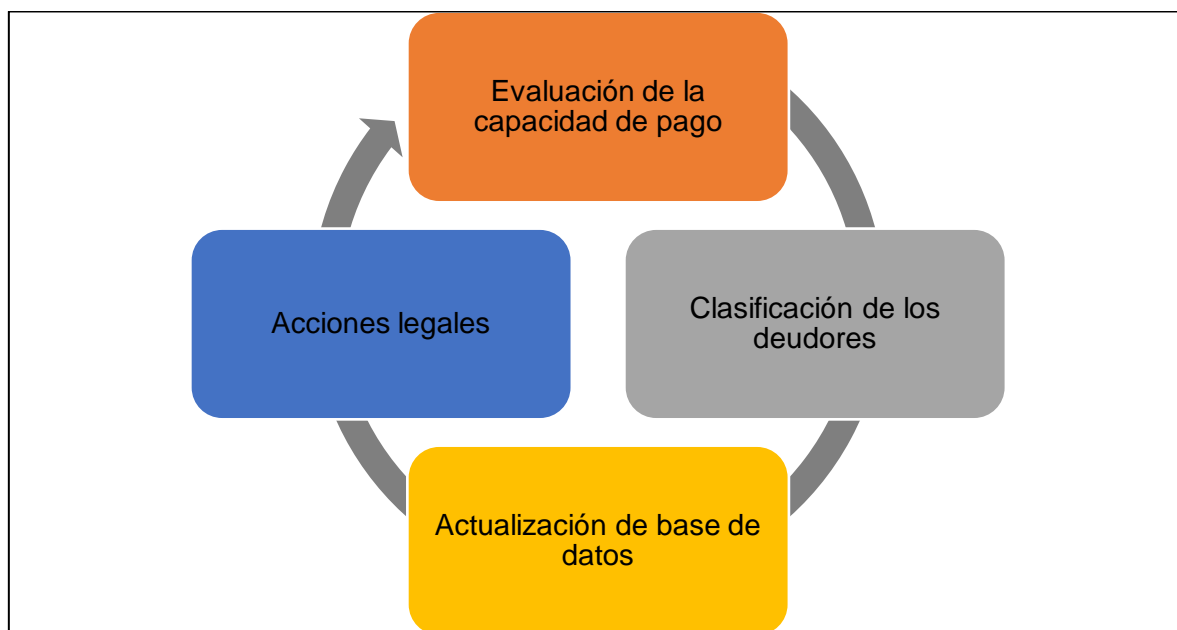 Evaluación de la
capacidad de pago
Clasificación de los
deudores
Actualización de base de
datos
Acciones legales